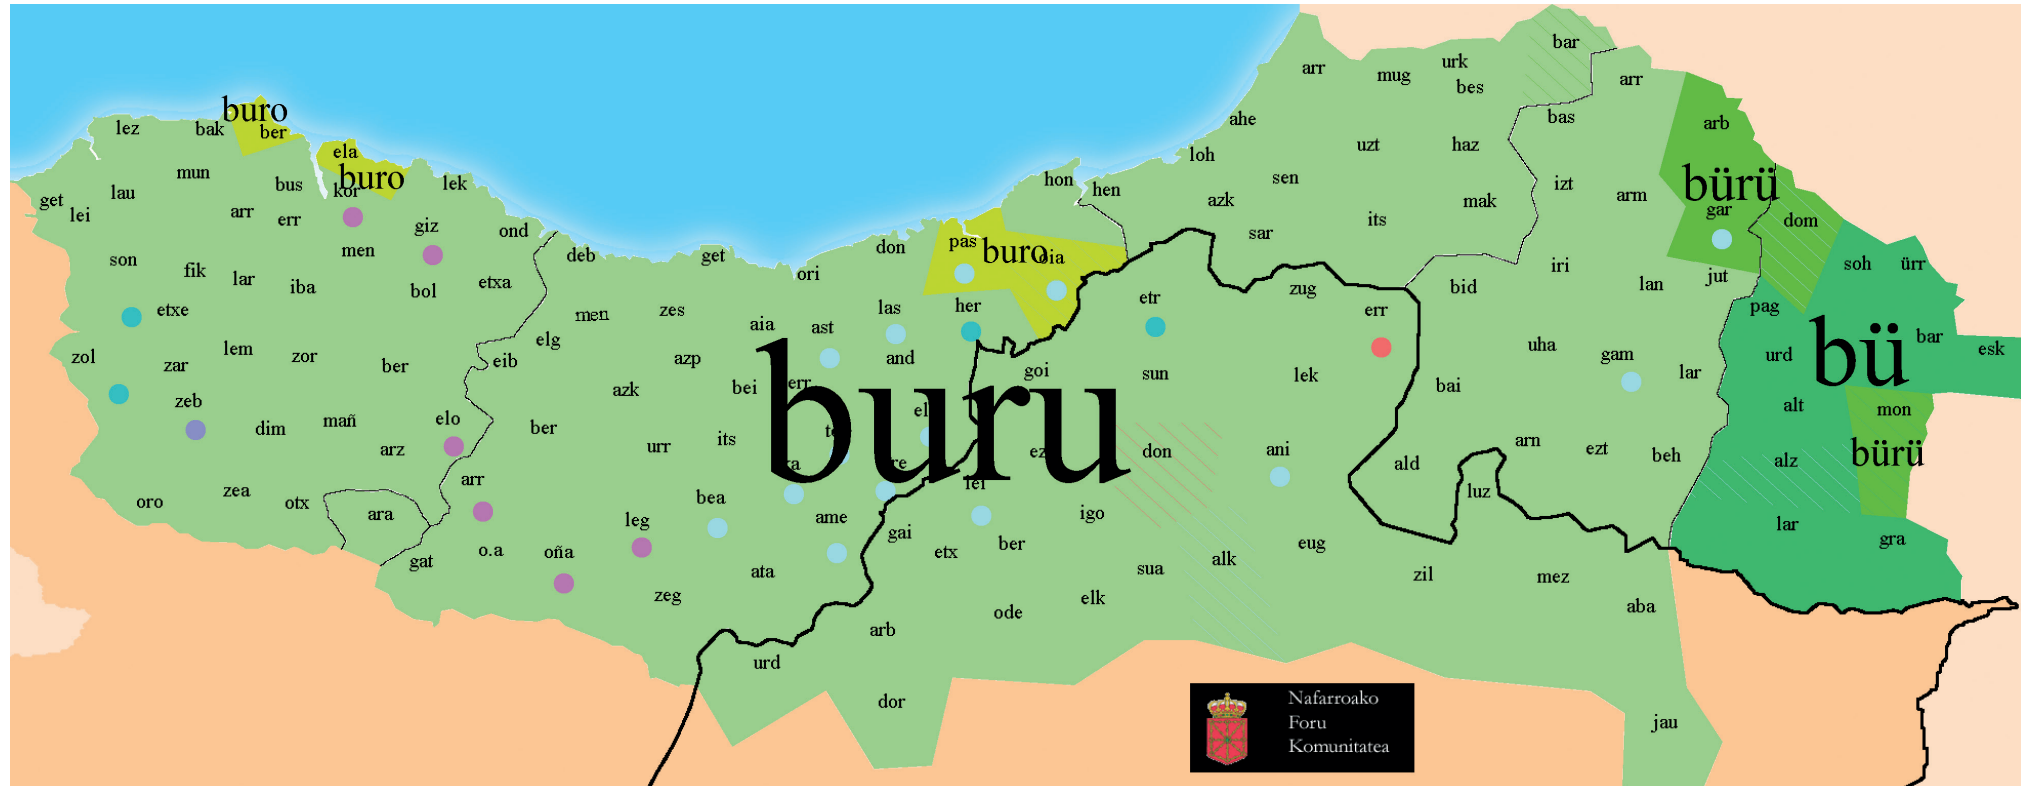 bar
urk
arr
mug
bes
arr
buro
lez
bak
ber
ahe
bas
arb
ela
uzt
haz
loh
mun
buro
bus
kor
lek
hon
hen
sen
izt
arm
bürü
lau
get
lei
arr
err
giz
ond
azk
its
mak
gar
dom
men
don
pas
buro
oia
sar
son
fik
lar
iba
bol
etxa
deb
get
ori
iri
lan
jut
soh
ürr
etxe
men
zes
las
her
etr
zug
err
bid
pag
aia
ast
elg
bü
bar
esk
zol
zar
lem
zor
ber
eib
azp
and
goi
sun
lek
uha
gam
lar
urd
azk
bei
err
buru
bai
zeb
dim
mañ
elo
ber
alt
mon
arz
urr
its
don
ani
ald
arn
ezt
beh
alz
bürü
oro
zea
otx
ara
arr
bea
luz
lar
gra
gat
o.a
oña
leg
ame
gai
etx
ber
igo
alk
eug
ata
zeg
sua
elk
ode
zil
mez
aba
arb
urd
dor
jau
Nafarroako
Foru
Komunitatea